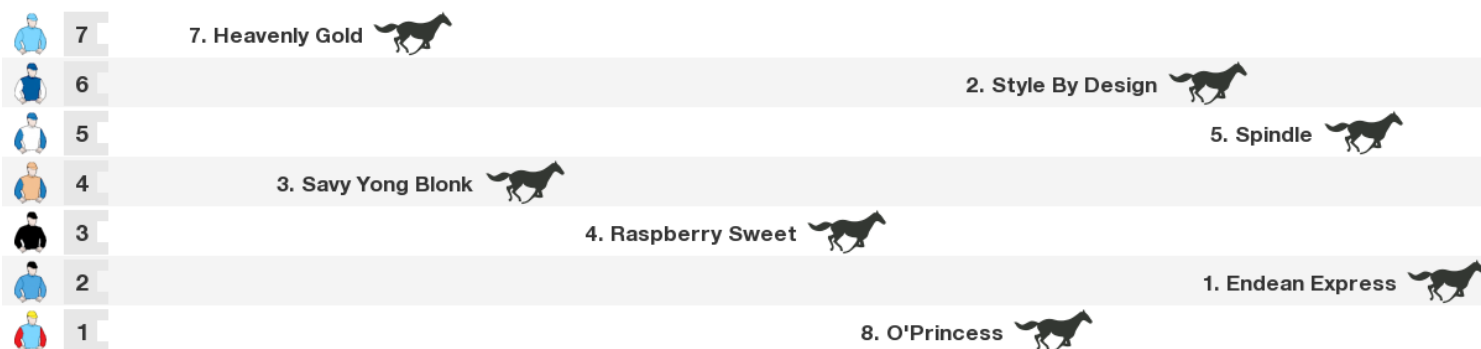 7 7. Heavenly Gold
6 2. Style By Design
5 5. Spindle
4 3. Savy Yong Blonk
3 4. Raspberry Sweet
2 1. Endean Express
1 8. O'Princess